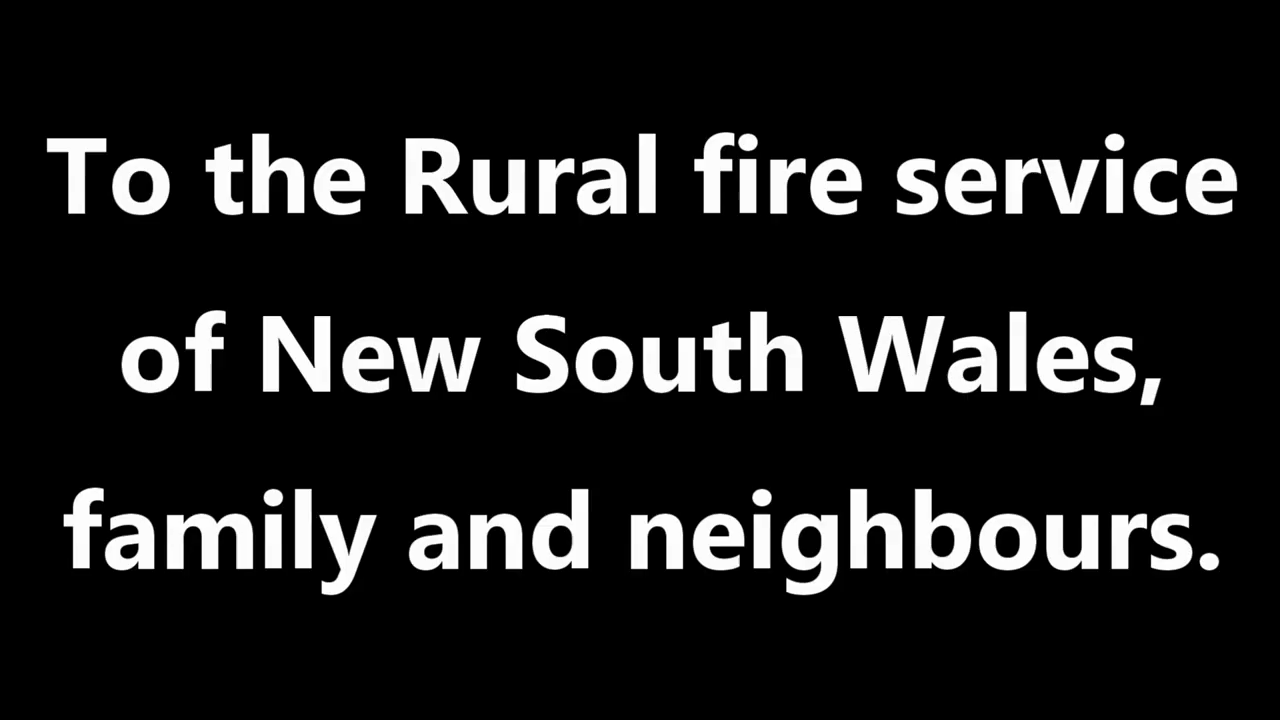 To the Rural fire service
of New South Wales,
family and neighbours.